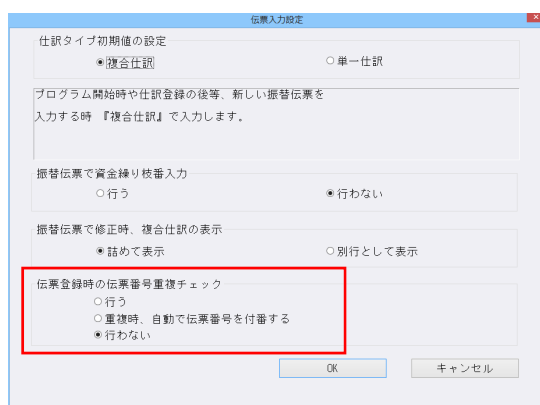 伝票入力設定
仕訳タイプ初期値の設定
複合仕訳 単一仕訳
プログラム開始時や仕訳登録の後等、新しい振替伝票を
入力する時 『複合仕訳』で入力します。
振替伝票で資金繰り枝番入力
行う 行わない
振替伝票で修正時、複合仕訳の表示
詰めて表示 別行として表示
伝票登録時の伝票番号重複チェック
行う
重複時、自動で伝票番号を付番する
行わない
OK キャンセル